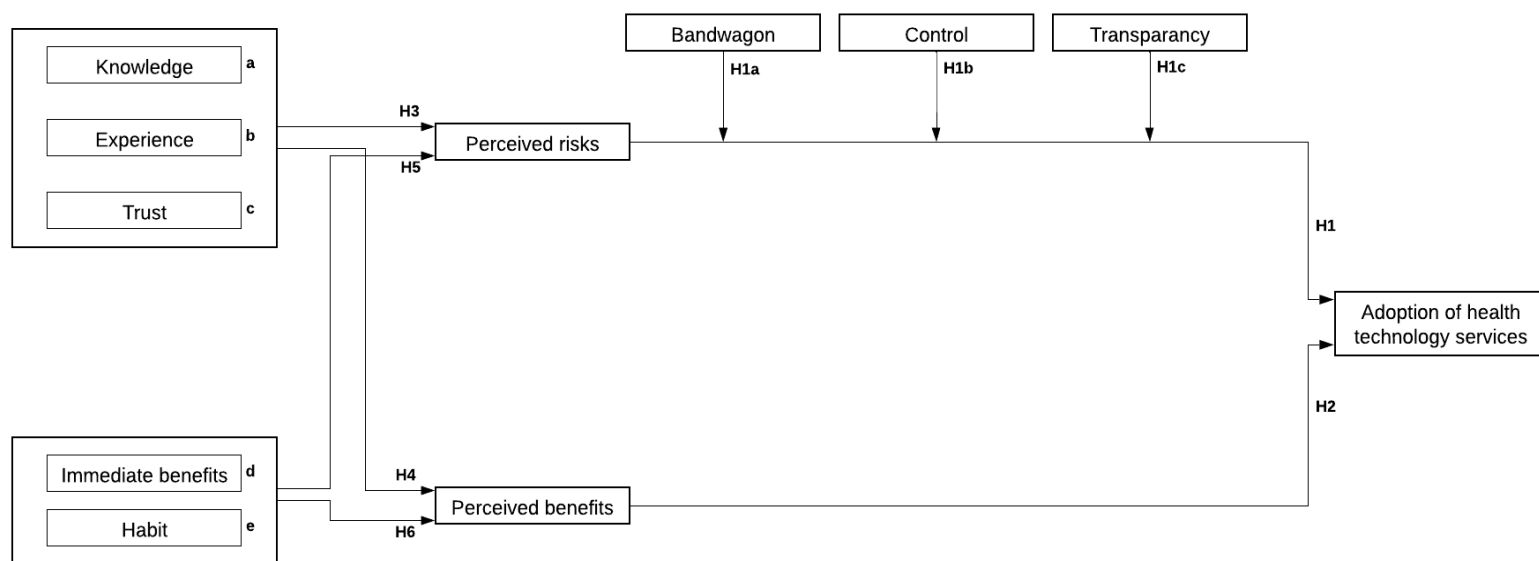 Bandwagon
Control
Transparancy
H1a
H1b
H1c
Knowledge
a
Experience
b
Trust
c
H3
Perceived risks
H5
H1
Adoption of health
technology services
H2
Immediate benefits
d
Habit
e
H4
Perceived benefits
H6